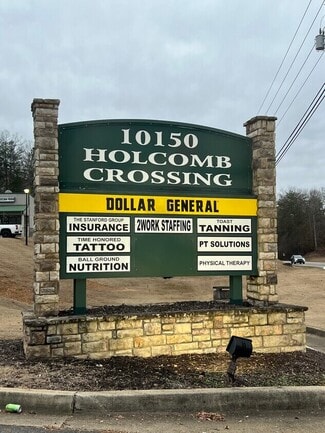 10150
HOLCOMB
CROSSING
DOLLAR GENERAL
THE STANFORD GROUP
INSURANCE
2WORK STAFFING
TOAST
TANNING
TIME HONORED
TATTOO
PT SOLUTIONS
BALL GROUND
NUTRITION
PHYSICAL THERAPY